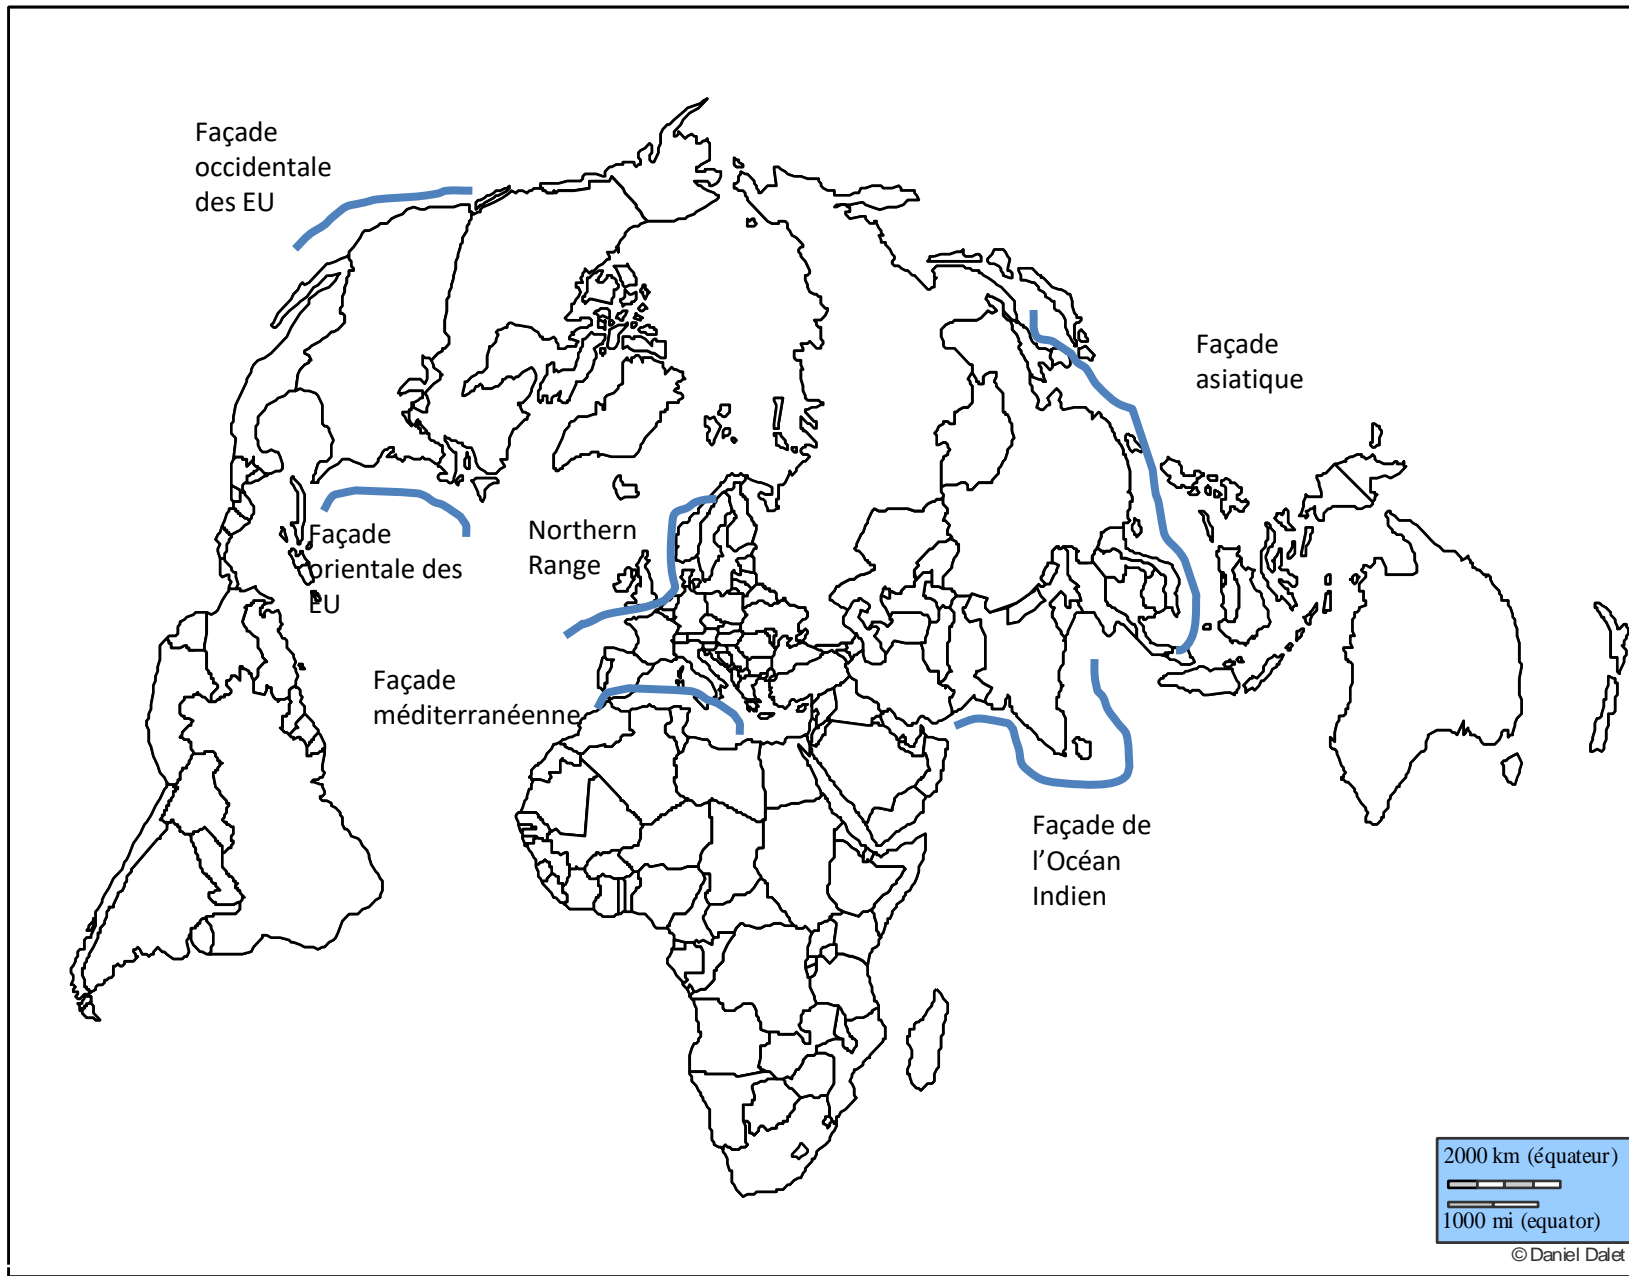 Façade
occidentale
des EU
Façade
asiatique
Façade
orientale des
EU
Northern
Range
Façade
méditerranéenne
Façade de
l’Océan
Indien
2000 km (équateur)
1000 mi (equator)
© Daniel Dalet